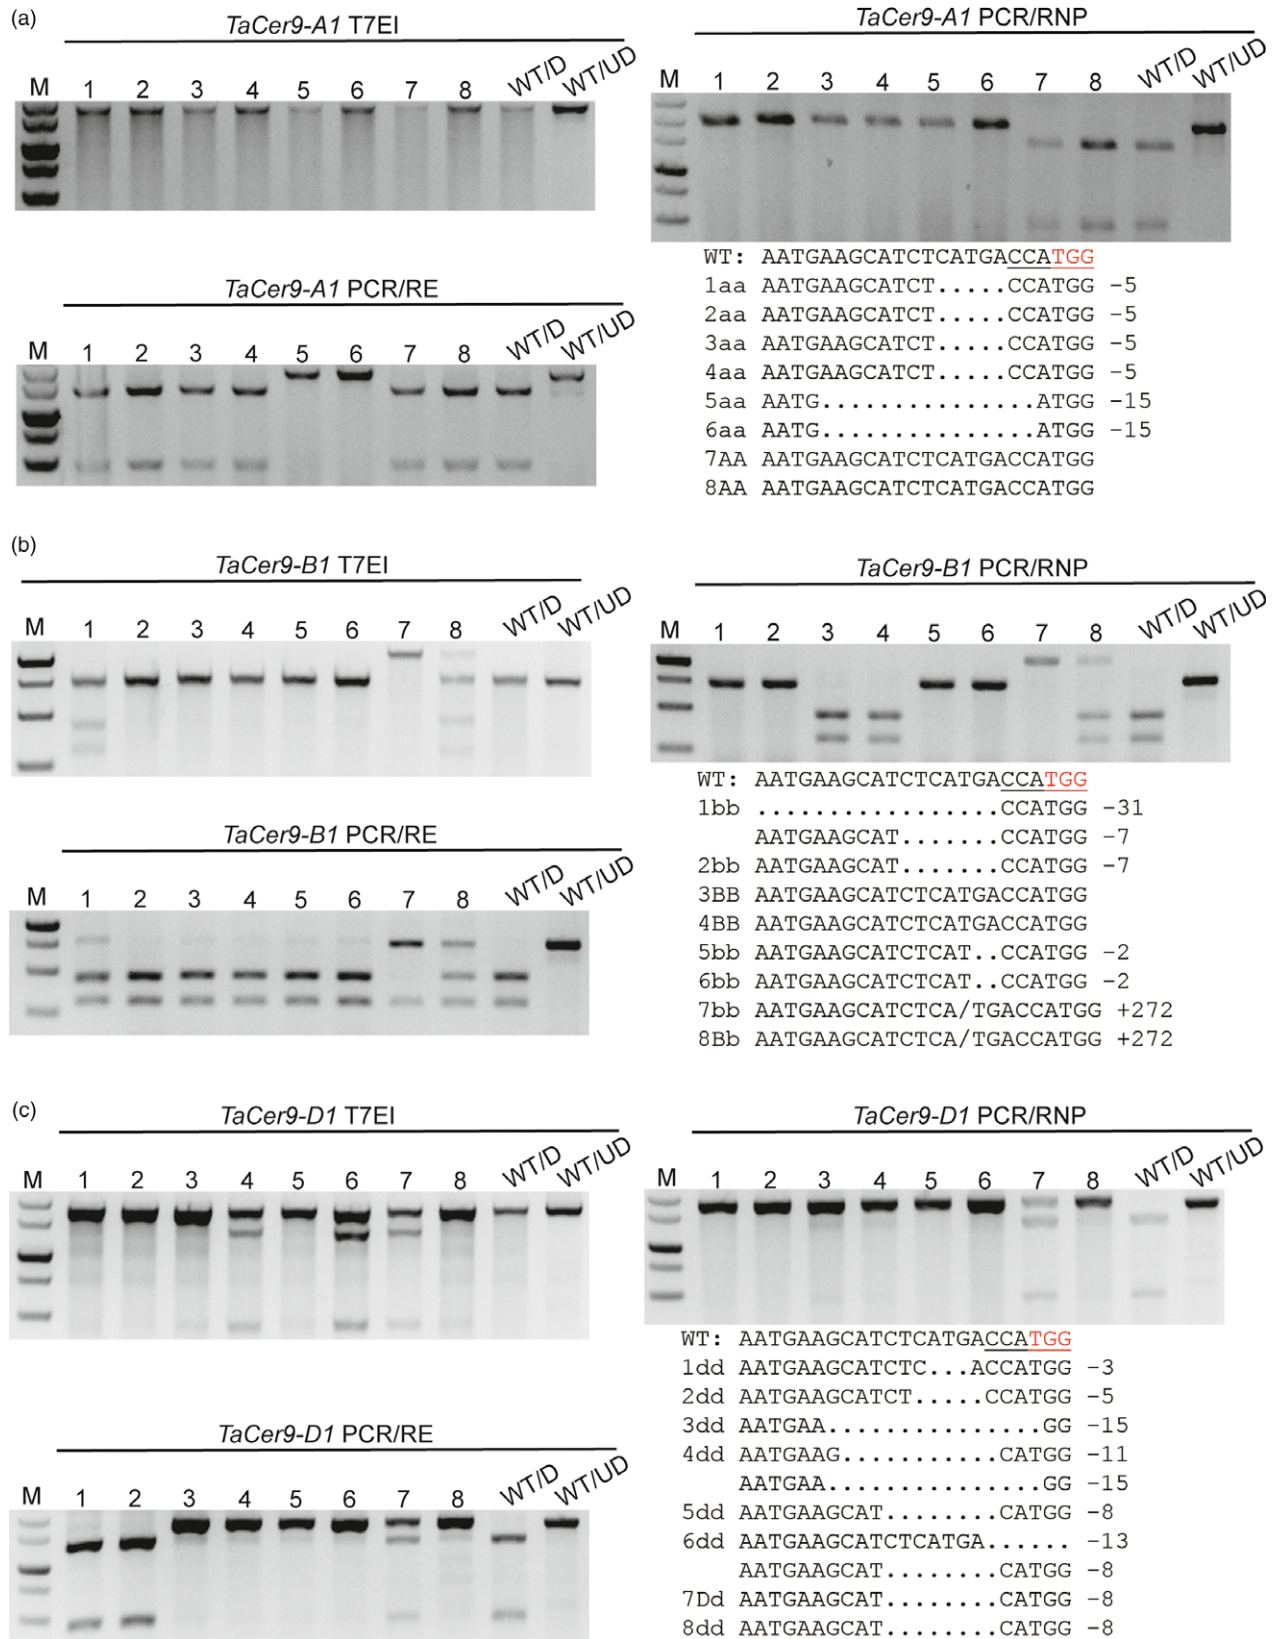 (a)
TaCer9-A1 T7EI
M 1 2 3 4 5 6 7 8 WT/D WT/UD
TaCer9-A1 PCR/RE
M 1 2 3 4 5 6 7 8 WT/D WT/UD
TaCer9-A1 PCR/RNP
M 1 2 3 4 5 6 7 8 WT/D WT/UD
WT: AATGAAGCATCTCATGACCATGG
1aa AATGAAGCATCT.....CCATGG -5
2aa AATGAAGCATCT.....CCATGG -5
3aa AATGAAGCATCT.....CCATGG -5
4aa AATGAAGCATCT.....CCATGG -5
5aa AATG...............ATGG -15
6aa AATG...............ATGG -15
7AA AATGAAGCATCTCATGACCATGG
8AA AATGAAGCATCTCATGACCATGG
(b)
TaCer9-B1 T7EI
M 1 2 3 4 5 6 7 8 WT/D WT/UD
TaCer9-B1 PCR/RE
M 1 2 3 4 5 6 7 8 WT/D WT/UD
TaCer9-B1 PCR/RNP
M 1 2 3 4 5 6 7 8 WT/D WT/UD
WT: AATGAAGCATCTCATGACCATGG
1bb .................CCATGG -31
AATGAAGCAT.......CCATGG -7
2bb AATGAAGCAT.......CCATGG -7
3BB AATGAAGCATCTCATGACCATGG
4BB AATGAAGCATCTCATGACCATGG
5bb AATGAAGCATCTCAT..CCATGG -2
6bb AATGAAGCATCTCAT..CCATGG -2
7bb AATGAAGCATCTCA/TGACCATGG +272
8Bb AATGAAGCATCTCA/TGACCATGG +272
(c)
TaCer9-D1 T7EI
M 1 2 3 4 5 6 7 8 WT/D WT/UD
TaCer9-D1 PCR/RE
M 1 2 3 4 5 6 7 8 WT/D WT/UD
TaCer9-D1 PCR/RNP
M 1 2 3 4 5 6 7 8 WT/D WT/UD
WT: AATGAAGCATCTCATGACCATGG
1dd AATGAAGCATCTC...ACCATGG -3
2dd AATGAAGCATCT.....CCATGG -5
3dd AATGAA...............GG -15
4dd AATGAAG...........CATGG -11
AATGAA...............GG -15
5dd AATGAAGCAT........CATGG -8
6dd AATGAAGCATCTCATGA...... -13
AATGAAGCAT........CATGG -8
7Dd AATGAAGCAT........CATGG -8
8dd AATGAAGCAT........CATGG -8